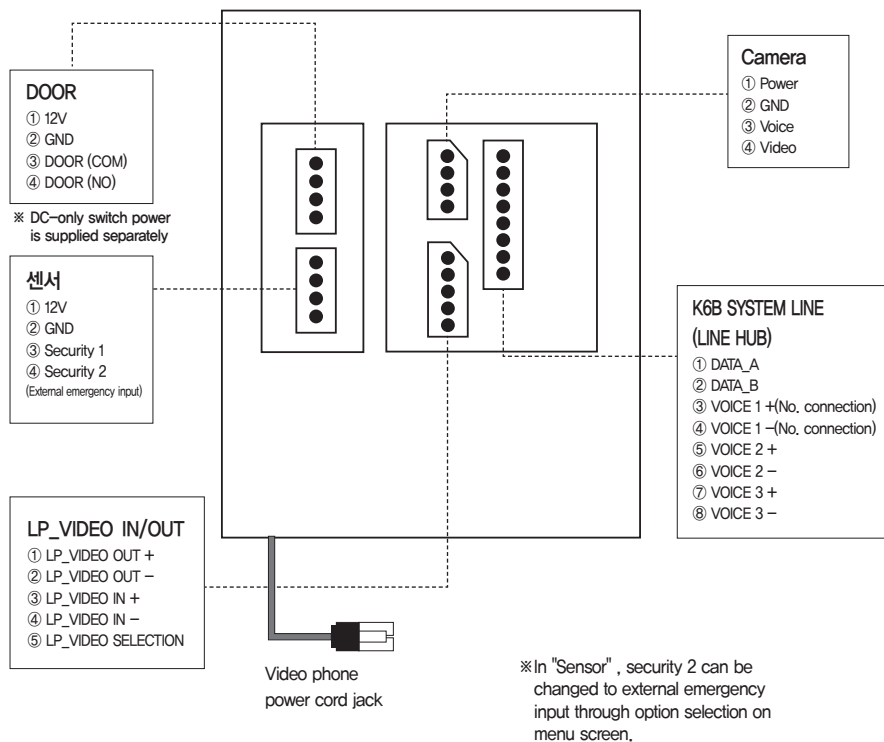 DOOR
① 12V
② GND
③ DOOR (COM)
④ DOOR (NO)
※ DC-only switch power
is supplied separately
센서
① 12V
② GND
③ Security 1
④ Security 2
(External emergency input)
LP_VIDEO IN/OUT
① LP_VIDEO OUT +
② LP_VIDEO OUT -
③ LP_VIDEO IN +
④ LP_VIDEO IN -
⑤ LP_VIDEO SELECTION
Video phone
power cord jack
Camera
① Power
② GND
③ Voice
④ Video
K6B SYSTEM LINE
(LINE HUB)
① DATA_A
② DATA_B
③ VOICE 1 +(No. connection)
④ VOICE 1 -(No. connection)
⑤ VOICE 2 +
⑥ VOICE 2 -
⑦ VOICE 3 +
⑧ VOICE 3 -
※In "Sensor" , security 2 can be
changed to external emergency
input through option selection on
menu screen.